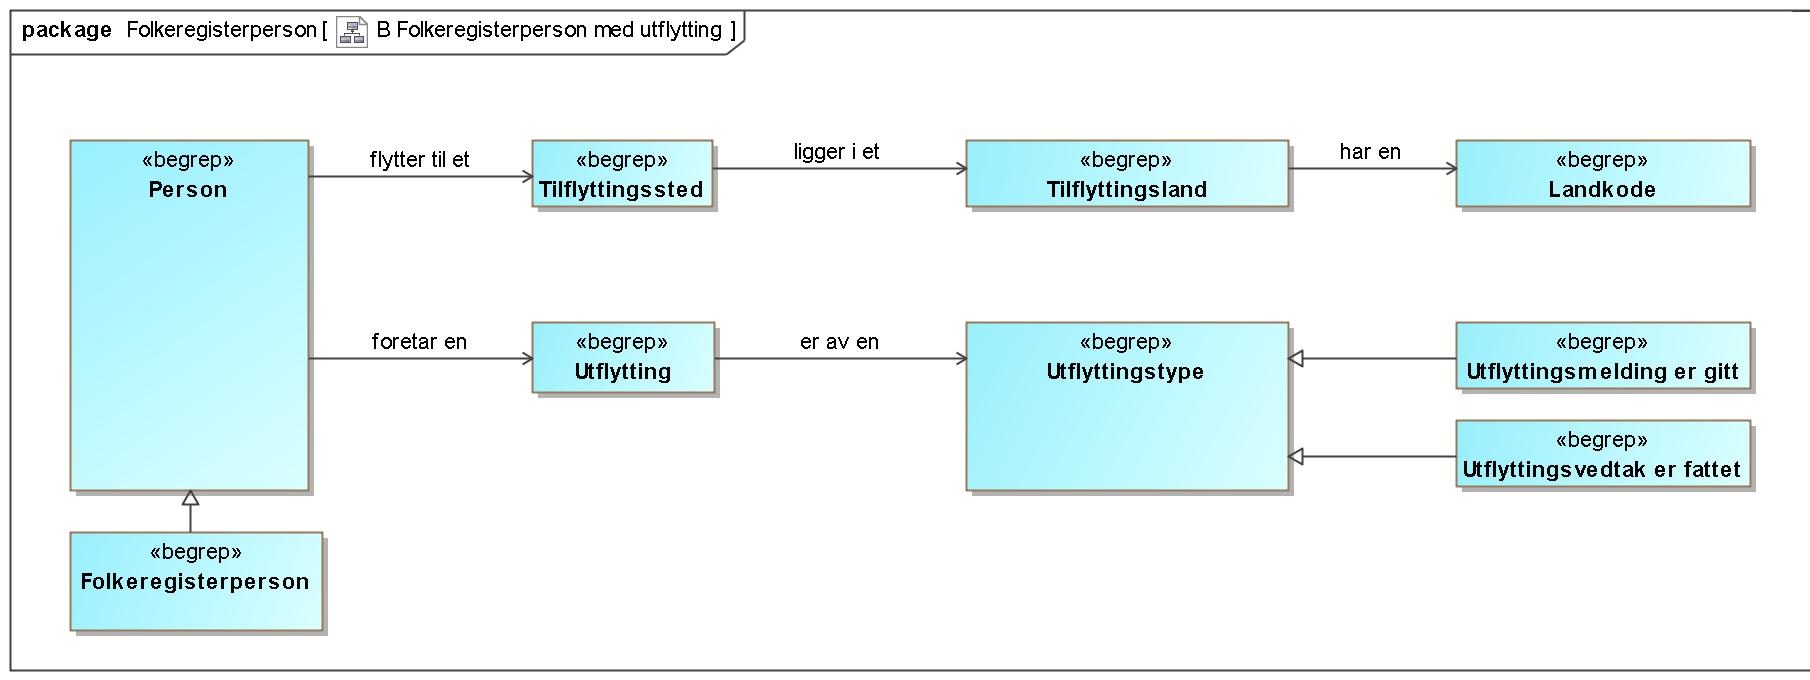 package Folkeregisterperson [ B Folkeregisterperson med utflytting ]
«begrep»
Person
flytter til et
«begrep»
Tilflyttingssted
ligger i et
«begrep»
Tilflyttingsland
har en
«begrep»
Landkode
foretar en
«begrep»
Utflytting
er av en
«begrep»
Utflyttingstype
«begrep»
Utflyttingsmelding er gitt
«begrep»
Utflyttingsvedtak er fattet
«begrep»
Folkeregisterperson